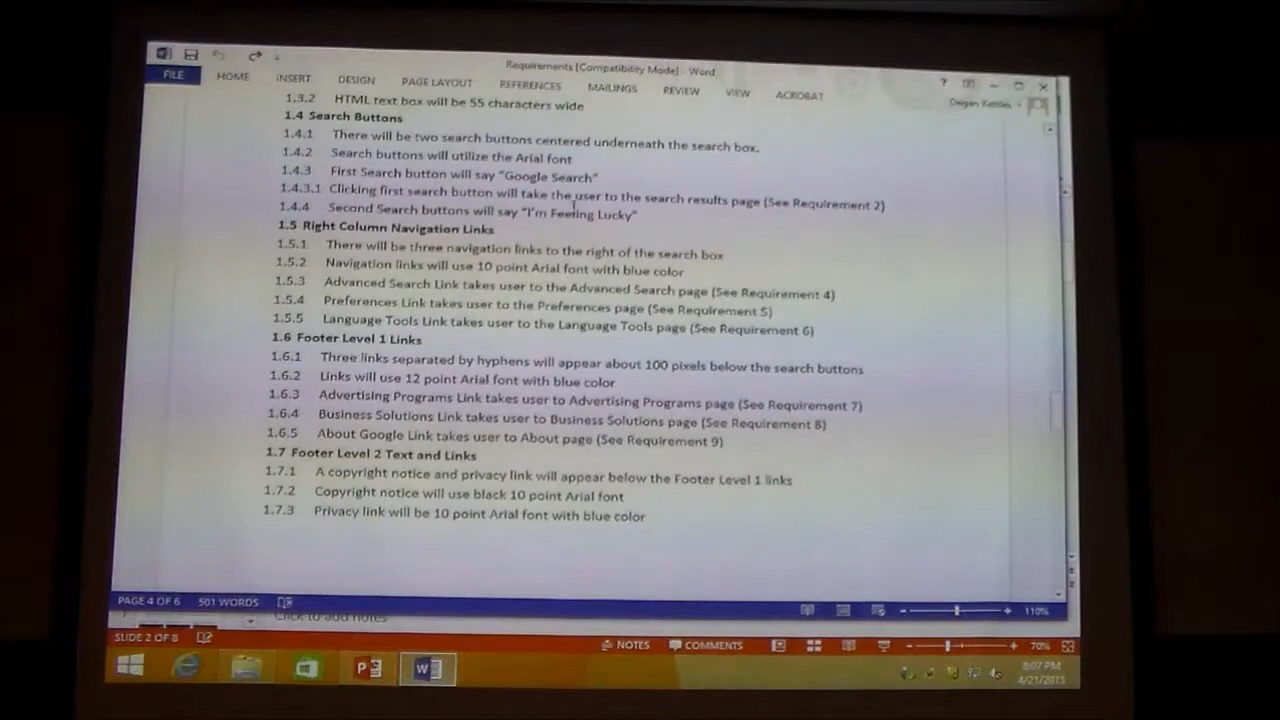 Requirements [Compatibility Mode] - Word
FILE HOME INSERT DESIGN PAGE LAYOUT REFERENCES MAILINGS REVIEW VIEW ACROBAT
1.3.2 HTML text box will be 55 characters wide
1.4 Search Buttons
1.4.1 There will be two search buttons centered underneath the search box.
1.4.2 Search buttons will utilize the Arial font
1.4.3 First Search button will say "Google Search"
1.4.3.1 Clicking first search button will take the user to the search results page (See Requirement 2)
1.4.4 Second Search buttons will say "I'm Feeling Lucky"
1.5 Right Column Navigation Links
1.5.1 There will be three navigation links to the right of the search box
1.5.2 Navigation links will use 10 point Arial font with blue color
1.5.3 Advanced Search Link takes user to the Advanced Search page (See Requirement 4)
1.5.4 Preferences Link takes user to the Preferences page (See Requirement 5)
1.5.5 Language Tools Link takes user to the Language Tools page (See Requirement 6)
1.6 Footer Level 1 Links
1.6.1 Three links separated by hyphens will appear about 100 pixels below the search buttons
1.6.2 Links will use 12 point Arial font with blue color
1.6.3 Advertising Programs Link takes user to Advertising Programs page (See Requirement 7)
1.6.4 Business Solutions Link takes user to Business Solutions page (See Requirement 8)
1.6.5 About Google Link takes user to About page (See Requirement 9)
1.7 Footer Level 2 Text and Links
1.7.1 A copyright notice and privacy link will appear below the Footer Level 1 links
1.7.2 Copyright notice will use black 10 point Arial font
1.7.3 Privacy link will be 10 point Arial font with blue color
PAGE 4 OF 6 501 WORDS 110%
Click to add notes
SLIDE 2 OF 8 NOTES COMMENTS 70%
8:07 PM
4/21/2015